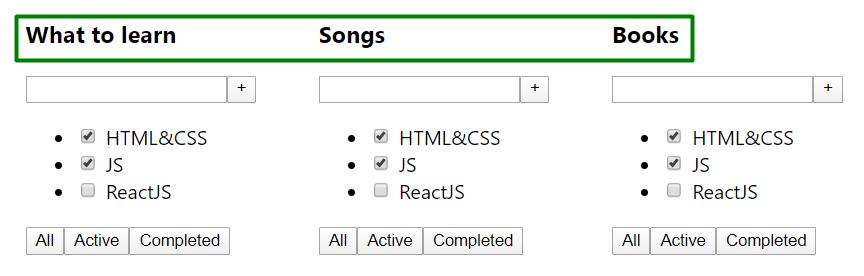 What to learn Songs Books
+ + +
HTML&CSS HTML&CSS HTML&CSS
JS JS JS
ReactJS ReactJS ReactJS
All Active Completed All Active Completed All Active Completed